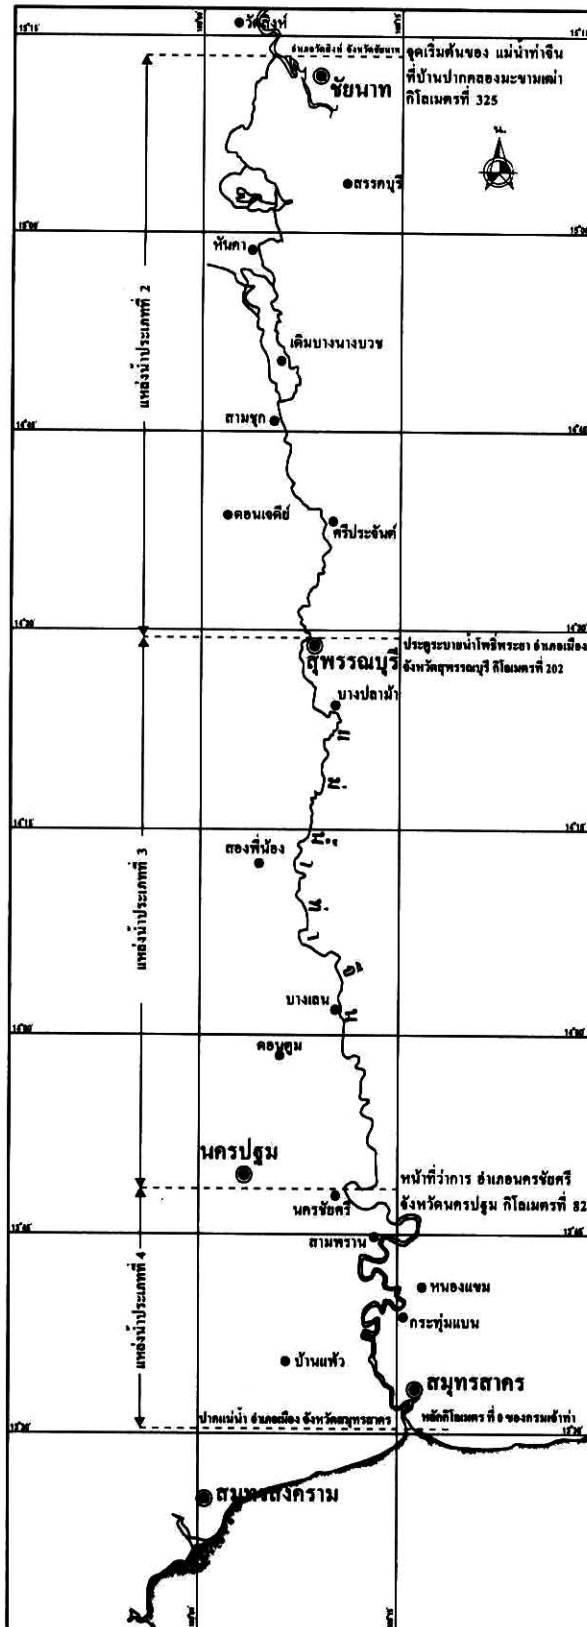 วัดสิงห์
อำเภอวัดสิงห์ จังหวัดชัยนาท
จุดเริ่มต้นของ แม่น้ำท่าจีน
ที่บ้านปากคลองมะขามเฒ่า
กิโลเมตรที่ 325
ชัยนาท
น.
สรรคบุรี
15°00'
หันคา
แหล่งน้ำประเภทที่ 2
เดิมบางนางบวช
สามชุก
ดอนเจดีย์
ศรีประจันต์
ประตูระบายน้ำโพธิ์พระยา อำเภอเมือง
จังหวัดสุพรรณบุรี กิโลเมตรที่ 202
สุพรรณบุรี
บางปลาม้า
แม่น้ำท่าจีน
14°15'
สองพี่น้อง
แหล่งน้ำประเภทที่ 3
บางเลน
14°00'
ดอนตูม
นครปฐม
หน้าที่ว่าการ อำเภอนครชัยศรี
จังหวัดนครปฐม กิโลเมตรที่ 82
นครชัยศรี
สามพราน
แหล่งน้ำประเภทที่ 4
หนองแขม
กระทุ่มแบน
บ้านแพ้ว
สมุทรสาคร
ปากแม่น้ำ อำเภอเมือง จังหวัดสมุทรสาคร
หลักกิโลเมตร ที่ 0 ของกรมเจ้าท่า
สมุทรสงคราม